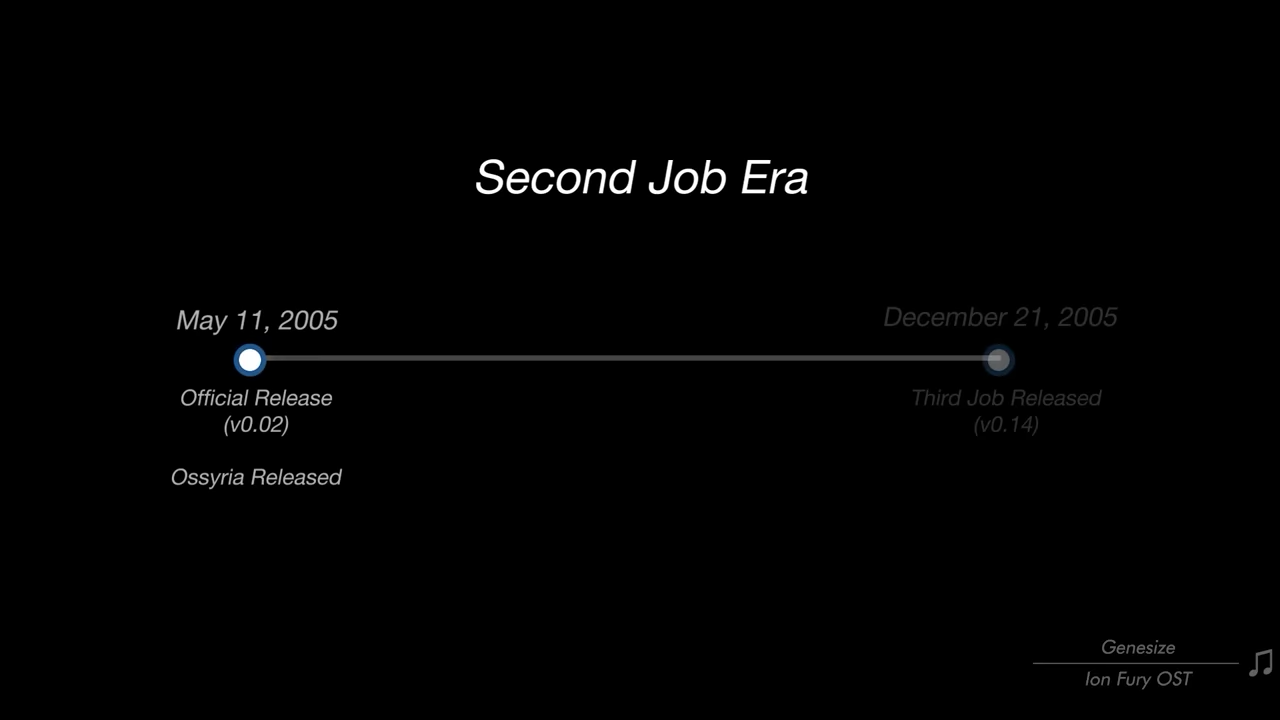 Second Job Era
May 11, 2005
December 21, 2005
Official Release
(v0.02)
Third Job Released
(v0.14)
Ossyria Released
Genesize
Ion Fury OST